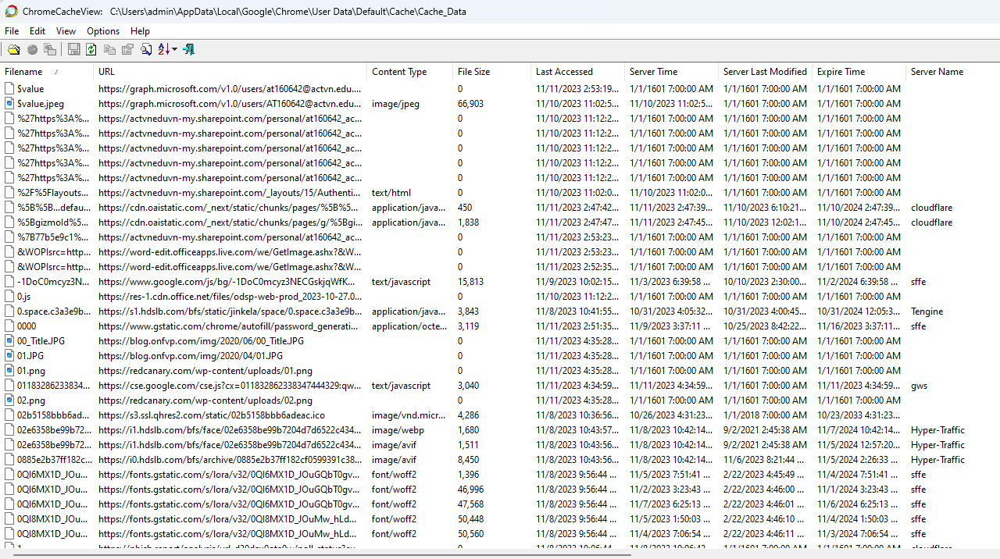 ChromeCacheView: C:\Users\admin\AppData\Local\Google\Chrome\User Data\Default\Cache\Cache_Data
File Edit View Options Help
Filename / URL Content Type File Size Last Accessed Server Time Server Last Modified Expire Time Server Name
$value https://graph.microsoft.com/v1.0/users/at160642@actvn.edu.... 0 11/11/2023 2:53:19... 1/1/1601 7:00:00 AM 1/1/1601 7:00:00 AM 1/1/1601 7:00:00 AM
$value.jpeg https://graph.microsoft.com/v1.0/users/AT160642@actvn.edu... image/jpeg 66,903 11/10/2023 11:02:5... 11/10/2023 11:02:5... 1/1/1601 7:00:00 AM 1/1/1601 7:00:00 AM
%27https%3A%... https://actvneduvn-my.sharepoint.com/personal/at160642_ac... 0 11/10/2023 11:12:2... 1/1/1601 7:00:00 AM 1/1/1601 7:00:00 AM 1/1/1601 7:00:00 AM
%27https%3A%... https://actvneduvn-my.sharepoint.com/personal/at160642_ac... 0 11/10/2023 11:12:2... 1/1/1601 7:00:00 AM 1/1/1601 7:00:00 AM 1/1/1601 7:00:00 AM
%27https%3A%... https://actvneduvn-my.sharepoint.com/personal/at160642_ac... 0 11/10/2023 11:12:2... 1/1/1601 7:00:00 AM 1/1/1601 7:00:00 AM 1/1/1601 7:00:00 AM
%27https%3A%... https://actvneduvn-my.sharepoint.com/personal/at160642_ac... 0 11/10/2023 11:12:2... 1/1/1601 7:00:00 AM 1/1/1601 7:00:00 AM 1/1/1601 7:00:00 AM
%27https%3A%... https://actvneduvn-my.sharepoint.com/personal/at160642_ac... 0 11/10/2023 11:12:2... 1/1/1601 7:00:00 AM 1/1/1601 7:00:00 AM 1/1/1601 7:00:00 AM
%2F%5Flayouts... https://actvneduvn-my.sharepoint.com/_layouts/15/Authenti... text/html 0 11/10/2023 11:02:0... 11/10/2023 11:02:0... 1/1/1601 7:00:00 AM 1/1/1601 7:00:00 AM
%5B%5B...defau... https://cdn.oaistatic.com/_next/static/chunks/pages/%5B%5... application/java... 450 11/11/2023 2:47:42... 11/11/2023 2:47:39... 11/10/2023 6:10:21... 11/10/2024 2:47:39... cloudflare
%5BgizmoId%5... https://cdn.oaistatic.com/_next/static/chunks/pages/g/%5Bgi... application/java... 1,838 11/11/2023 2:47:47... 11/11/2023 2:47:45... 11/10/2023 12:02:1... 11/10/2024 2:47:45... cloudflare
%7B77b5e9c1%... https://actvneduvn-my.sharepoint.com/personal/at160642_ac... 0 11/11/2023 2:53:23... 1/1/1601 7:00:00 AM 1/1/1601 7:00:00 AM 1/1/1601 7:00:00 AM
&WOPIsrc=http... https://word-edit.officeapps.live.com/we/GetImage.ashx?&W... 0 11/11/2023 2:53:23... 1/1/1601 7:00:00 AM 1/1/1601 7:00:00 AM 1/1/1601 7:00:00 AM
&WOPIsrc=http... https://word-edit.officeapps.live.com/we/GetImage.ashx?&W... 0 11/11/2023 2:52:35... 1/1/1601 7:00:00 AM 1/1/1601 7:00:00 AM 1/1/1601 7:00:00 AM
-1DoC0mcyz3N... https://www.google.com/js/bg/-1DoC0mcyz3NECGskjqWfK... text/javascript 15,813 11/9/2023 10:02:15... 11/3/2023 6:39:58 ... 10/10/2023 2:30:00... 11/2/2024 6:39:58 ... sffe
0.js https://res-1.cdn.office.net/files/odsp-web-prod_2023-10-27.0... 0 11/10/2023 11:12:2... 1/1/1601 7:00:00 AM 1/1/1601 7:00:00 AM 1/1/1601 7:00:00 AM
0.space.c3a3e9b... https://s1.hdslb.com/bfs/static/jinkela/space/0.space.c3a3e9b... application/java... 3,843 11/8/2023 10:41:55... 10/31/2023 4:05:32... 10/31/2023 4:00:45... 10/31/2024 12:05:3... Tengine
0000 https://www.gstatic.com/chrome/autofill/password_generati... application/octe... 3,119 11/11/2023 2:51:35... 11/9/2023 3:37:11 ... 10/25/2023 8:42:22... 11/16/2023 3:37:11... sffe
00_Title.JPG https://blog.onfvp.com/img/2020/06/00_Title.JPG 0 11/11/2023 4:35:28... 1/1/1601 7:00:00 AM 1/1/1601 7:00:00 AM 1/1/1601 7:00:00 AM
01.JPG https://blog.onfvp.com/img/2020/04/01.JPG 0 11/11/2023 4:35:28... 1/1/1601 7:00:00 AM 1/1/1601 7:00:00 AM 1/1/1601 7:00:00 AM
01.png https://redcanary.com/wp-content/uploads/01.png 0 11/11/2023 4:35:28... 1/1/1601 7:00:00 AM 1/1/1601 7:00:00 AM 1/1/1601 7:00:00 AM
01183286233834... https://cse.google.com/cse.js?cx=011832862338347444329:qw... text/javascript 3,040 11/11/2023 4:34:59... 11/11/2023 4:34:59... 1/1/1601 7:00:00 AM 11/11/2023 4:34:59... gws
02.png https://redcanary.com/wp-content/uploads/02.png 0 11/11/2023 4:35:28... 1/1/1601 7:00:00 AM 1/1/1601 7:00:00 AM 1/1/1601 7:00:00 AM
02b5158bbb6ad... https://s3.ssl.qhres2.com/static/02b5158bbb6adeac.ico image/vnd.micr... 4,286 11/8/2023 10:36:56... 10/26/2023 4:31:23... 1/1/2018 7:00:00 AM 10/23/2033 4:31:23...
02e6358be99b72... https://i1.hdslb.com/bfs/face/02e6358be99b7204d7d6522c434... image/webp 1,680 11/8/2023 10:43:57... 11/8/2023 10:42:14... 9/2/2021 2:45:38 AM 11/7/2024 10:42:14... Hyper-Traffic
02e6358be99b72... https://i1.hdslb.com/bfs/face/02e6358be99b7204d7d6522c434... image/avif 1,511 11/8/2023 10:43:56... 11/8/2023 10:42:14... 9/2/2021 2:45:38 AM 11/5/2024 12:57:20... Hyper-Traffic
0885e2b37ff182c... https://i0.hdslb.com/bfs/archive/0885e2b37ff182cf0599391c38... image/avif 8,450 11/8/2023 10:43:56... 11/8/2023 10:42:14... 11/6/2023 8:21:44 ... 11/5/2024 2:26:33 ... Hyper-Traffic
0QI6MX1D_JOu... https://fonts.gstatic.com/s/lora/v32/0QI6MX1D_JOuGQbT0gv... font/woff2 1,396 11/8/2023 9:56:44 ... 11/5/2023 7:51:41 ... 2/22/2023 4:45:49 ... 11/4/2024 7:51:41 ... sffe
0QI6MX1D_JOu... https://fonts.gstatic.com/s/lora/v32/0QI6MX1D_JOuGQbT0gv... font/woff2 46,996 11/8/2023 9:56:44 ... 11/2/2023 3:23:43 ... 2/22/2023 4:46:00 ... 11/1/2024 3:23:43 ... sffe
0QI6MX1D_JOu... https://fonts.gstatic.com/s/lora/v32/0QI6MX1D_JOuGQbT0gv... font/woff2 47,568 11/8/2023 9:56:44 ... 11/7/2023 6:25:13 ... 2/22/2023 4:46:01 ... 11/6/2024 6:25:13 ... sffe
0QI8MX1D_JOu... https://fonts.gstatic.com/s/lora/v32/0QI8MX1D_JOuMw_hLd... font/woff2 50,448 11/8/2023 9:56:44 ... 11/5/2023 1:50:03 ... 2/22/2023 4:46:10 ... 11/4/2024 1:50:03 ... sffe
0QI8MX1D_JOu... https://fonts.gstatic.com/s/lora/v32/0QI8MX1D_JOuMw_hLd... font/woff2 50,560 11/8/2023 9:56:44 ... 11/4/2023 7:06:54 ... 2/22/2023 4:46:11 ... 11/3/2024 7:06:54 ... sffe